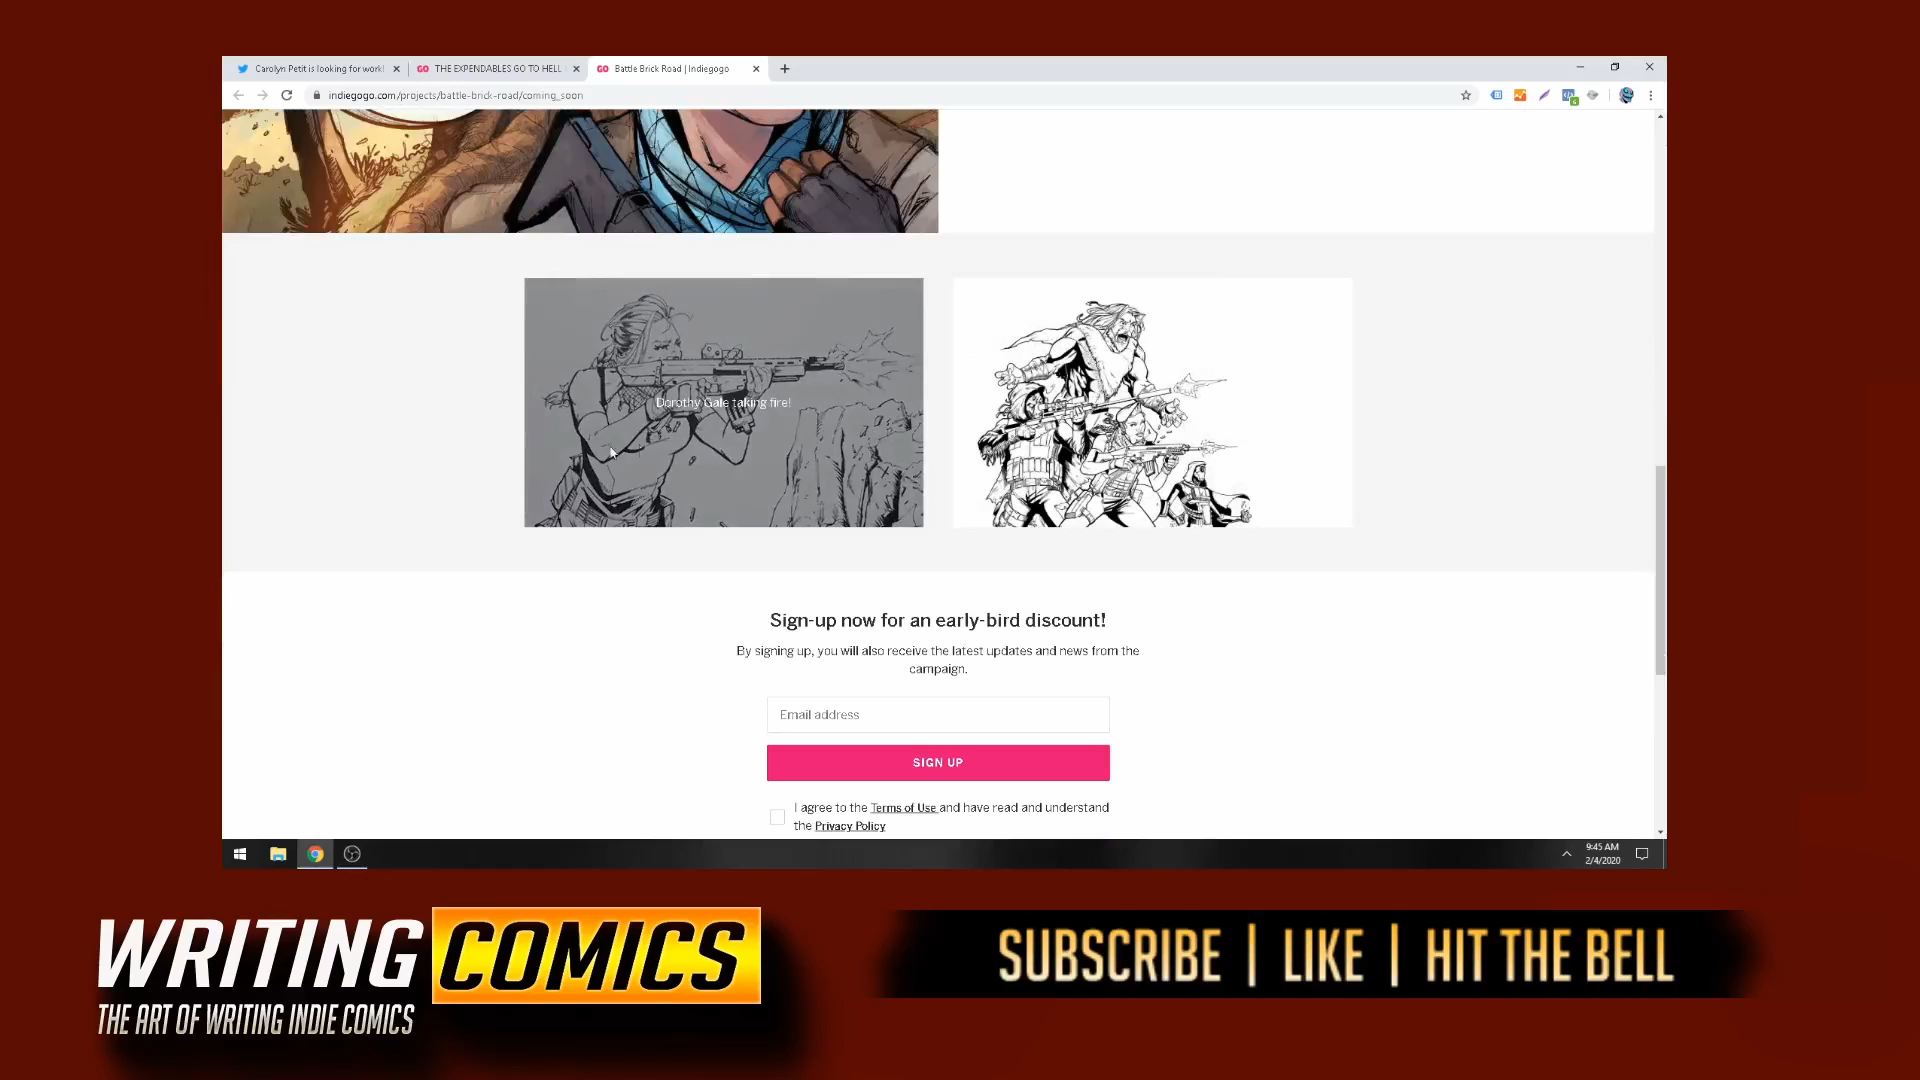 Carolyn Petit is looking for work!
GO THE EXPENDABLES GO TO HELL
GO Battle Brick Road | Indiegogo
indiegogo.com/projects/battle-brick-road/coming_soon
Dorothy Gale taking fire!
Sign-up now for an early-bird discount!
By signing up, you will also receive the latest updates and news from the
campaign.
Email address
SIGN UP
I agree to the Terms of Use and have read and understand
the Privacy Policy
9:45 AM
2/4/2020
WRITING COMICS
THE ART OF WRITING INDIE COMICS
SUBSCRIBE | LIKE | HIT THE BELL